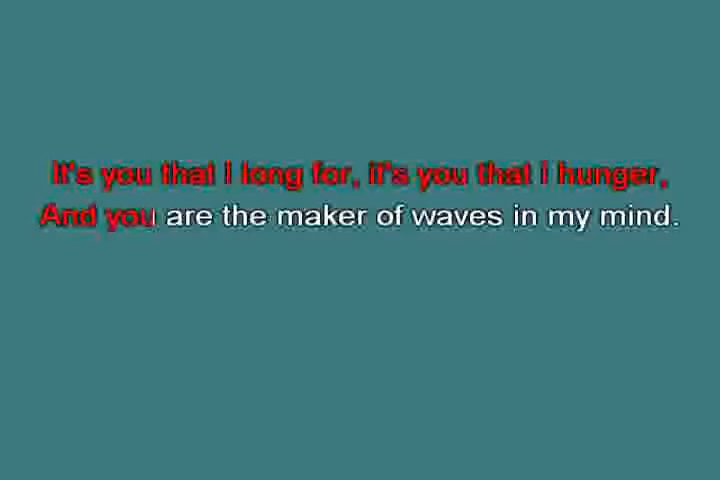 It's you that I long for, it's you that I hunger,
And you are the maker of waves in my mind.